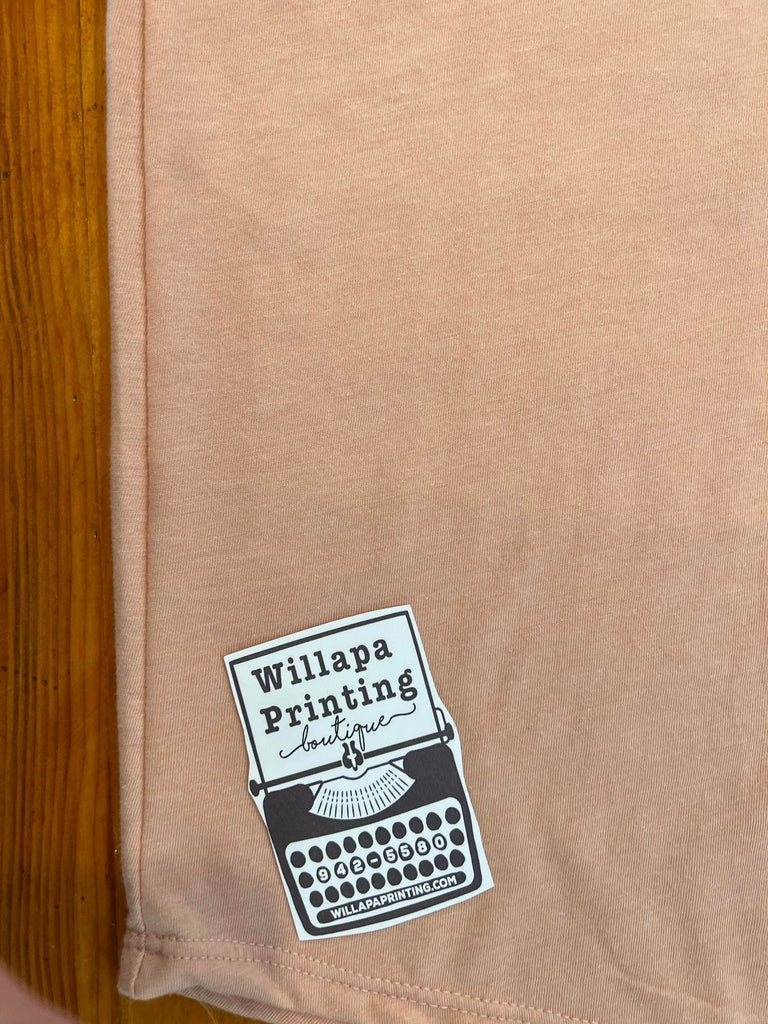 Willapa
Printing
boutique
942-5580
WILLAPAPRINTING.COM